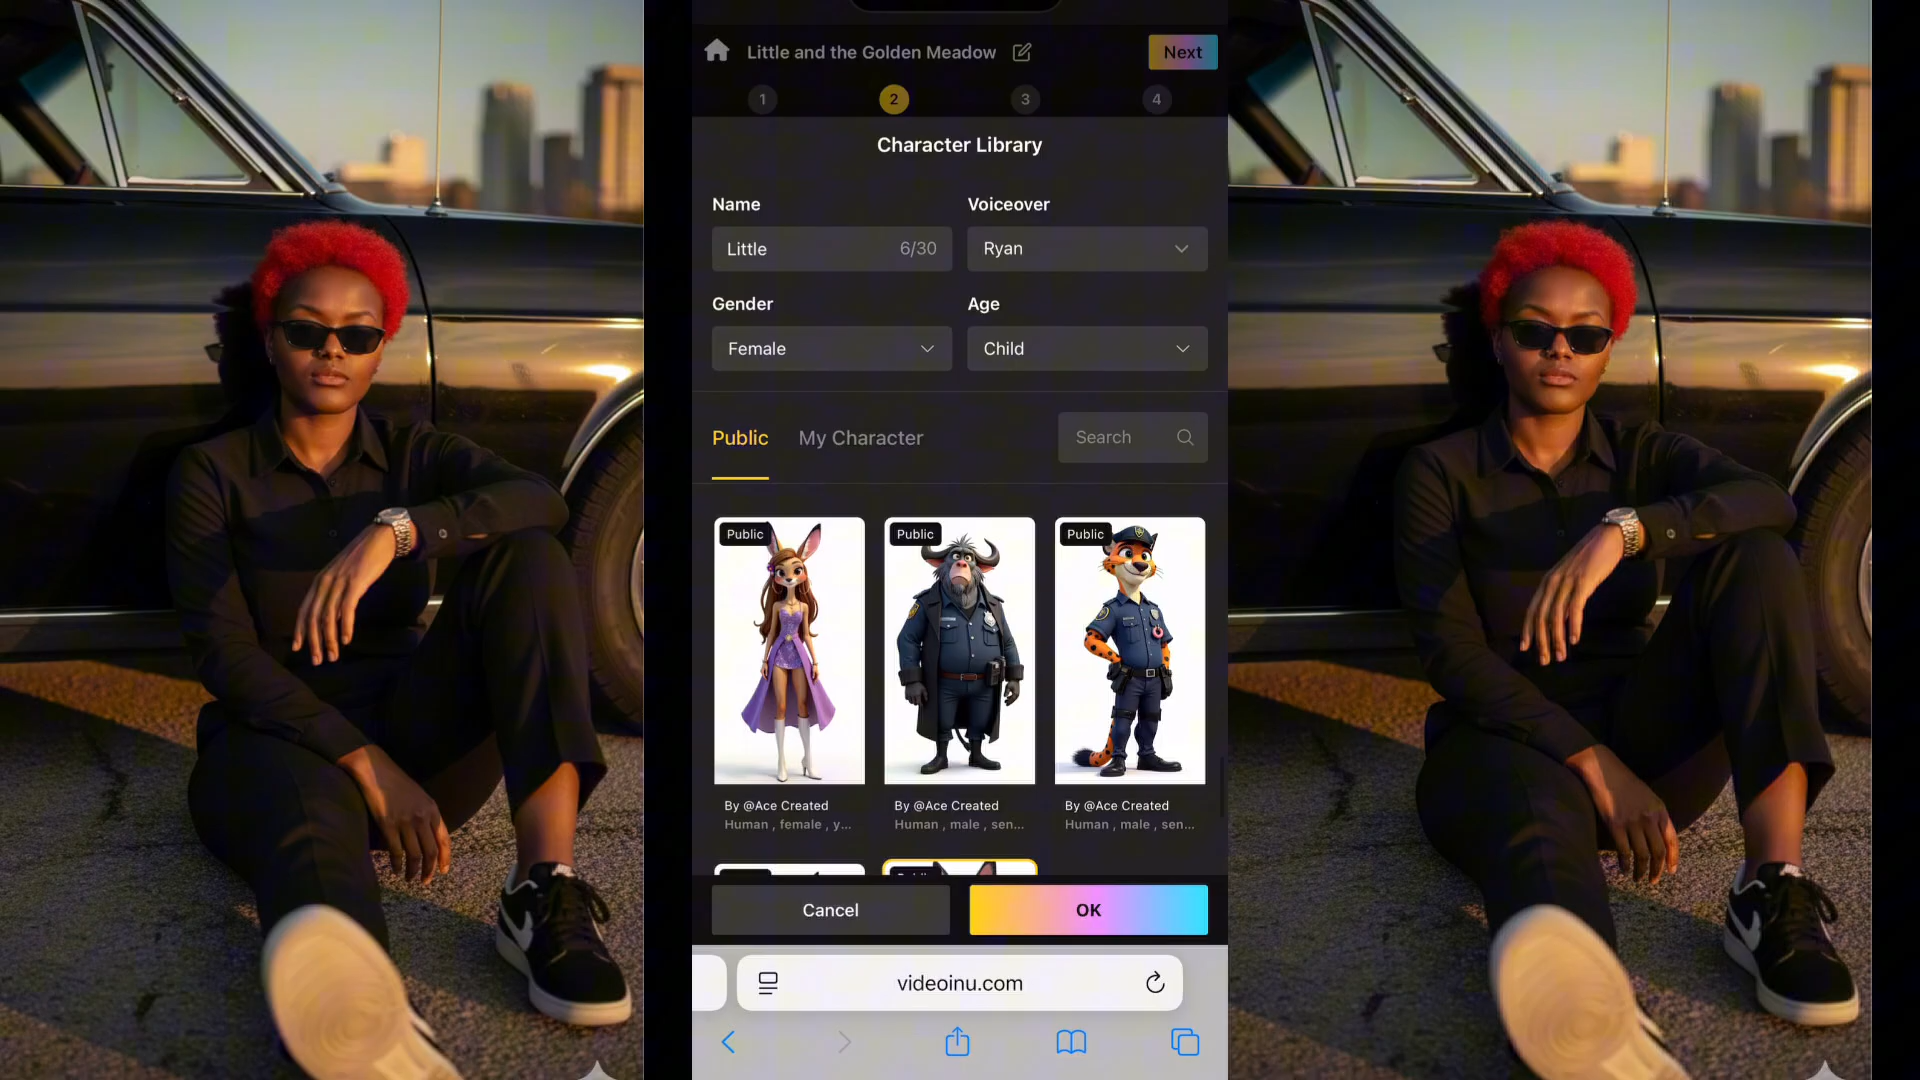 Little and the Golden Meadow
Next
1 2 3 4
Character Library
Name Voiceover
Little 6/30 Ryan
Gender Age
Female Child
Public My Character Search
Public Public Public
By @Ace Created By @Ace Created By @Ace Created
Human , female , y... Human , male , sen... Human , male , sen...
Cancel OK
videoinu.com